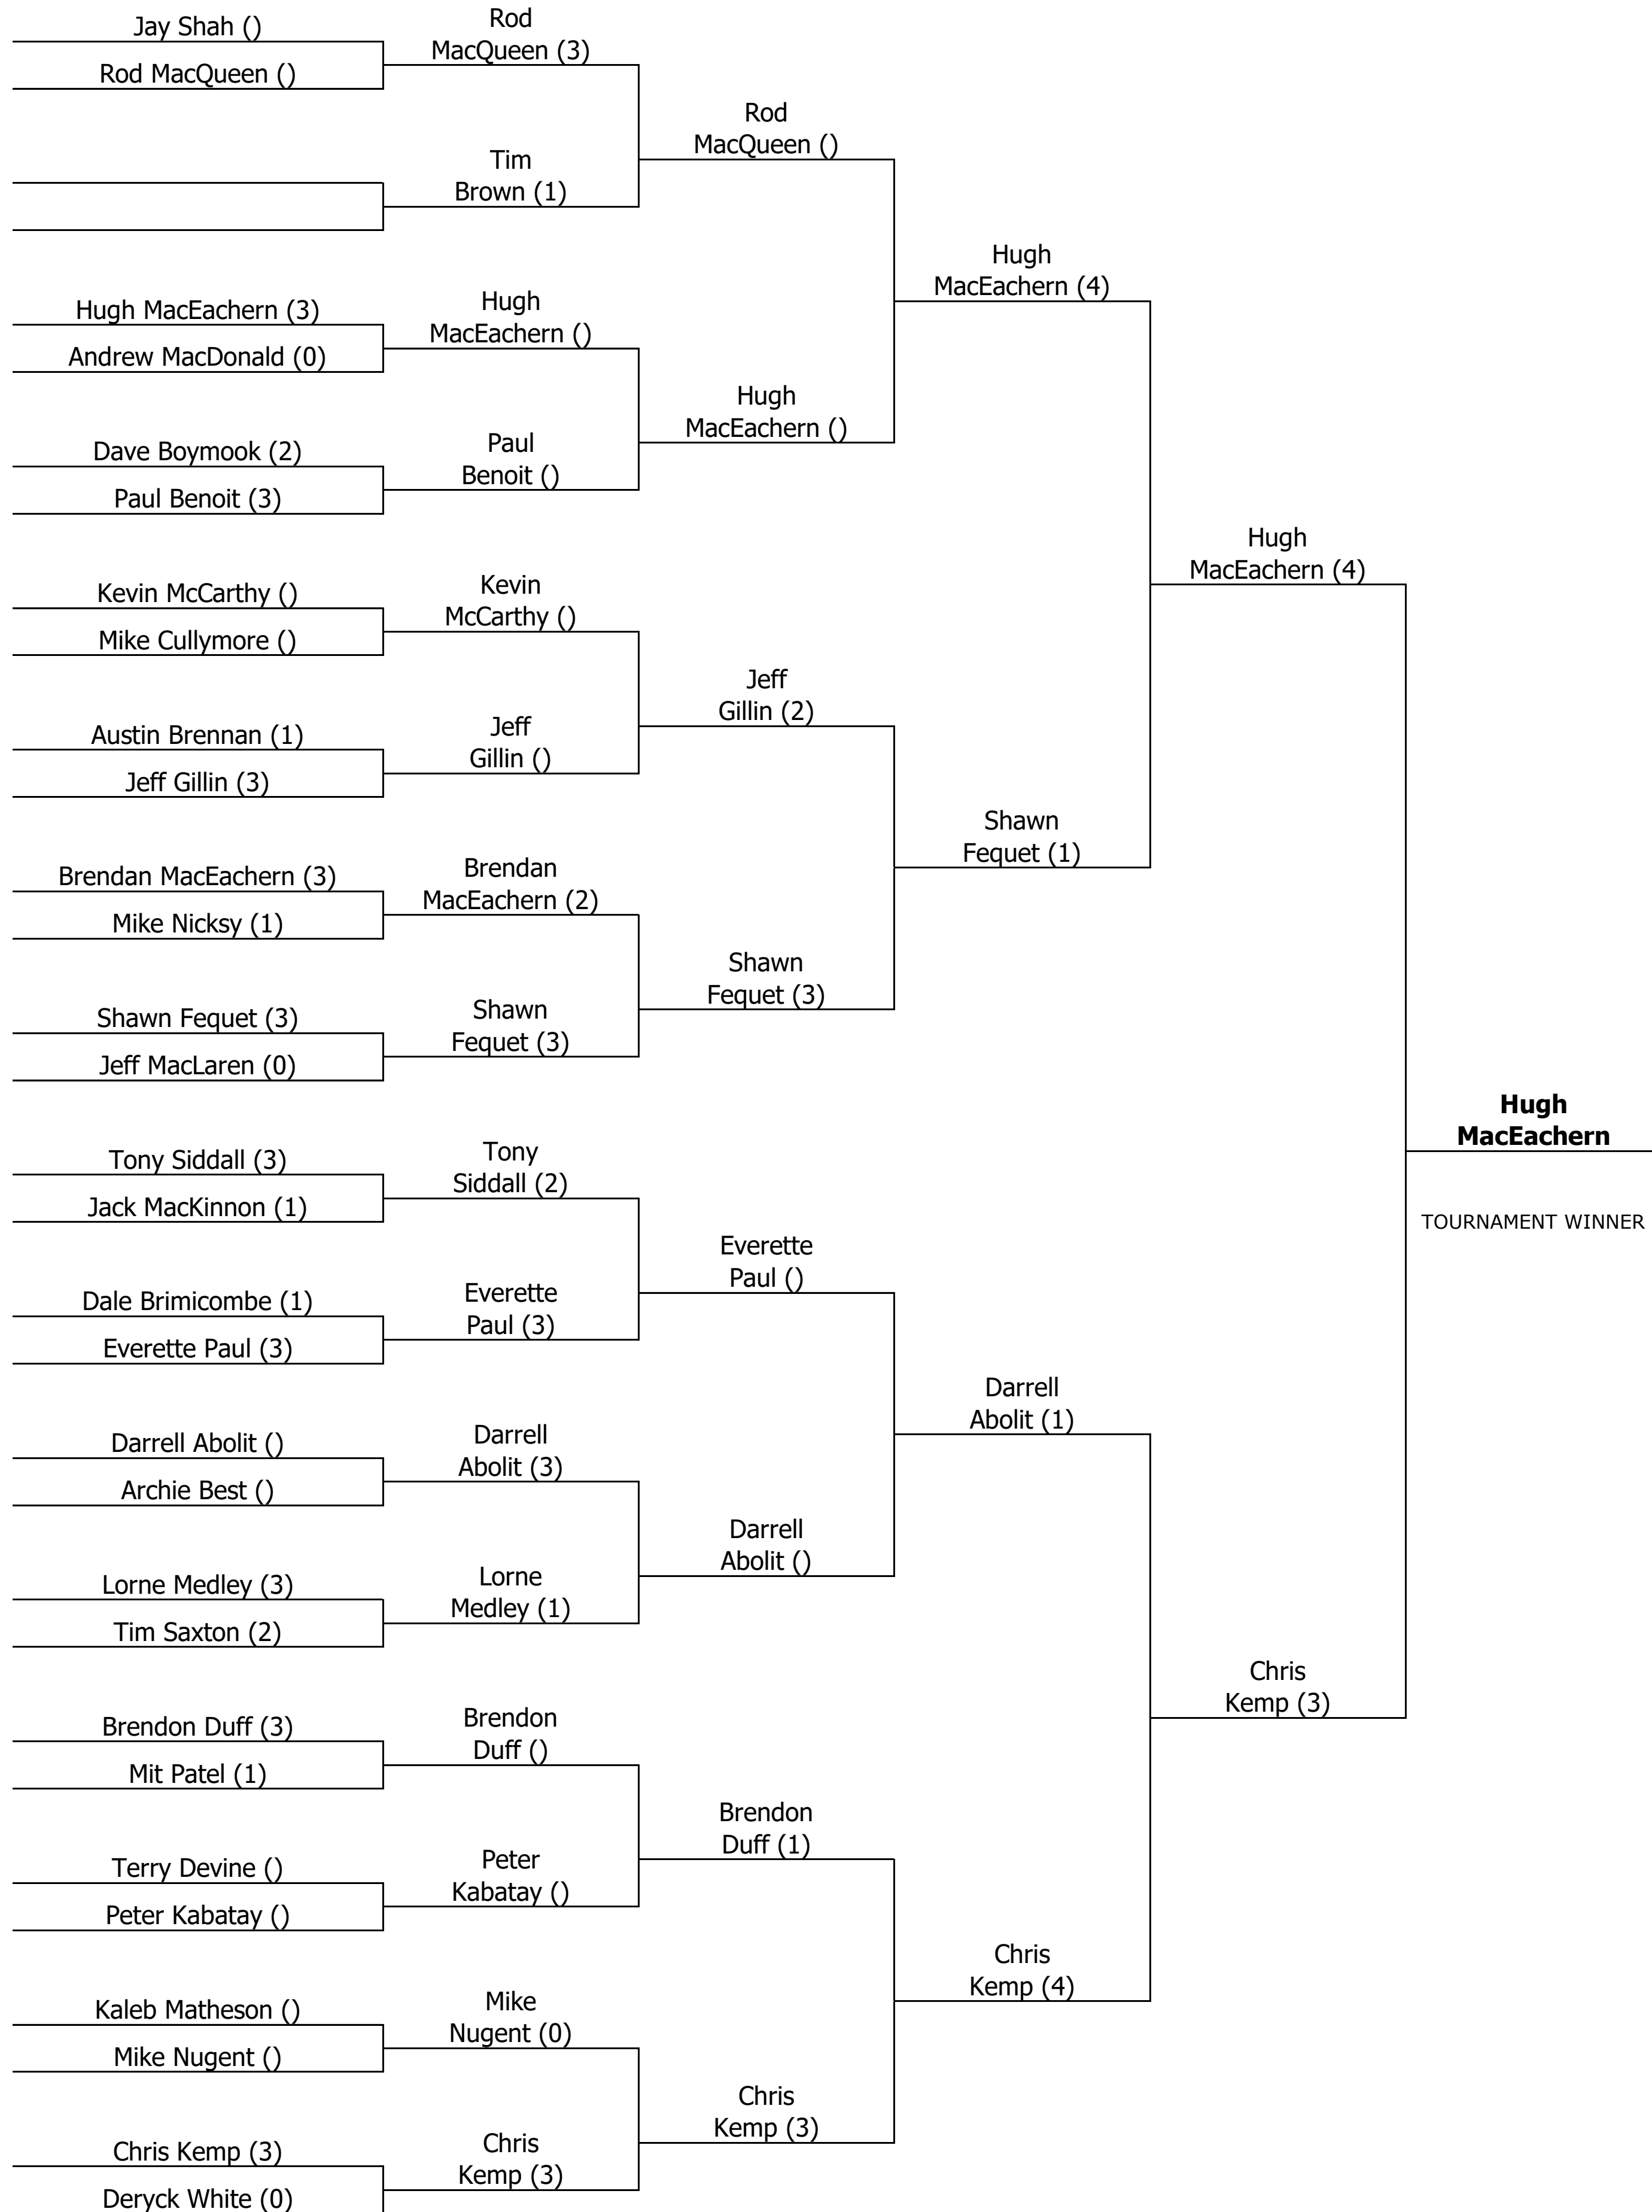 Jay Shah ()
Rod MacQueen ()
Hugh MacEachern (3)
Andrew MacDonald (0)
Dave Boymook (2)
Paul Benoit (3)
Kevin McCarthy ()
Mike Cullymore ()
Austin Brennan (1)
Jeff Gillin (3)
Brendan MacEachern (3)
Mike Nicksy (1)
Shawn Fequet (3)
Jeff MacLaren (0)
Tony Siddall (3)
Jack MacKinnon (1)
Dale Brimicombe (1)
Everette Paul (3)
Darrell Abolit ()
Archie Best ()
Lorne Medley (3)
Tim Saxton (2)
Brendon Duff (3)
Mit Patel (1)
Terry Devine ()
Peter Kabatay ()
Kaleb Matheson ()
Mike Nugent ()
Chris Kemp (3)
Deryck White (0)
Rod
MacQueen (3)
Tim
Brown (1)
Hugh
MacEachern ()
Paul
Benoit ()
Kevin
McCarthy ()
Jeff
Gillin ()
Brendan
MacEachern (2)
Shawn
Fequet (3)
Tony
Siddall (2)
Everette
Paul (3)
Darrell
Abolit (3)
Lorne
Medley (1)
Brendon
Duff ()
Peter
Kabatay ()
Mike
Nugent (0)
Chris
Kemp (3)
Rod
MacQueen ()
Hugh
MacEachern ()
Jeff
Gillin (2)
Shawn
Fequet (3)
Everette
Paul ()
Darrell
Abolit ()
Brendon
Duff (1)
Chris
Kemp (3)
Hugh
MacEachern (4)
Shawn
Fequet (1)
Darrell
Abolit (1)
Chris
Kemp (4)
Hugh
MacEachern (4)
Chris
Kemp (3)
Hugh
MacEachern
TOURNAMENT WINNER